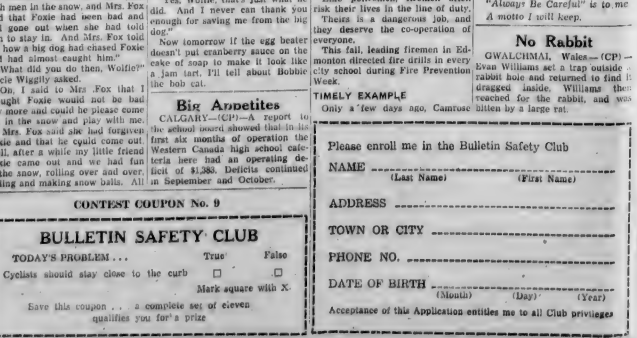 h men in the snow, and Mrs. Fox
d that Foxie had been bad and
gone out when she had told
to stay in. And Mrs. Fox told
how a big dog had chased Foxie
had almost caught him."
"What did you do then, Wolfie?"
cle Wiggily asked.
"Oh, I said to Mrs. Fox that I
ught Foxie would not be bad
more and could he please come
in the snow and play with me.
Mrs. Fox said she had forgiven
xie and that he could come out.
ll, after a while my little friend
tie came out and we had fun
the snow, rolling over and over,
ling and making snow balls. All
did. And I never can thank you
enough for saving me from the big
dog."
Now tomorrow if the egg beater
doesn't put cranberry sauce on the
cake of soap to make it look like
a jam tart. I'll tell about Bobbie
the bob cat.
Big Appetites
CALGARY—(CP)—A report to
the school board showed that in its
first six months of operation the
Western Canada high school cafe-
teria here had an operating de-
ficit of $1,383. Deficits continued
in September and October.
risk their lives in the line of duty.
Theirs is a dangerous job, and
they deserve the co-operation of
everyone.
This fall, leading firemen in Ed-
monton directed fire drills in every
city school during Fire Prevention
Week.
TIMELY EXAMPLE
Only a few days ago, Camrose
"Always Be Careful" is to me
A motto I will keep.
No Rabbit
GWALCHMAI, Wales—(CP)—
Evan Williams set a trap outside
rabbit hole and returned to find it
dragged inside. Williams then
reached for the rabbit, and was
bitten by a large rat.
CONTEST COUPON No. 9
BULLETIN SAFETY CLUB
TODAY'S PROBLEM . . . True False
Cyclists should stay close to the curb
Mark square with X
Save this coupon . . a complete set of eleven
qualifies you for a prize
Please enroll me in the Bulletin Safety Club
NAME
(Last Name) (First Name)
ADDRESS
TOWN OR CITY
PHONE NO.
DATE OF BIRTH
(Month) (Day) (Year)
Acceptance of this Application entitles me to all Club privileges